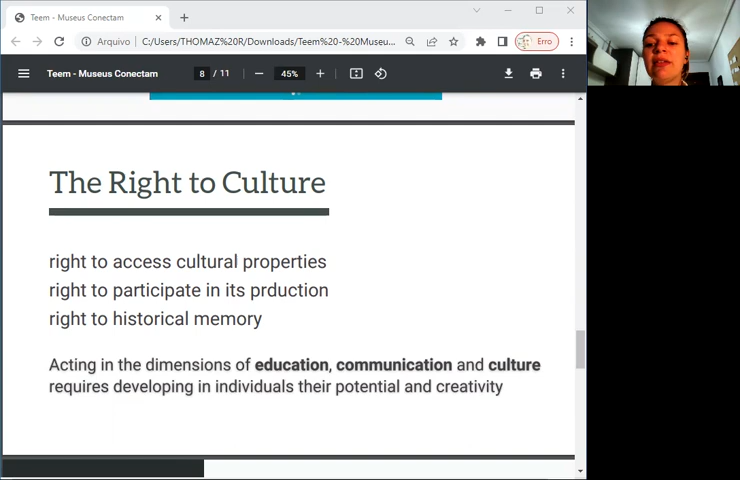 Teem - Museus Conectam
Arquivo C:/Users/THOMAZ%20R/Downloads/Teem%20-%20Museu... Erro
Teem - Museus Conectam 8 / 11 45%
The Right to Culture
right to access cultural properties
right to participate in its prduction
right to historical memory
Acting in the dimensions of education, communication and culture
requires developing in individuals their potential and creativity